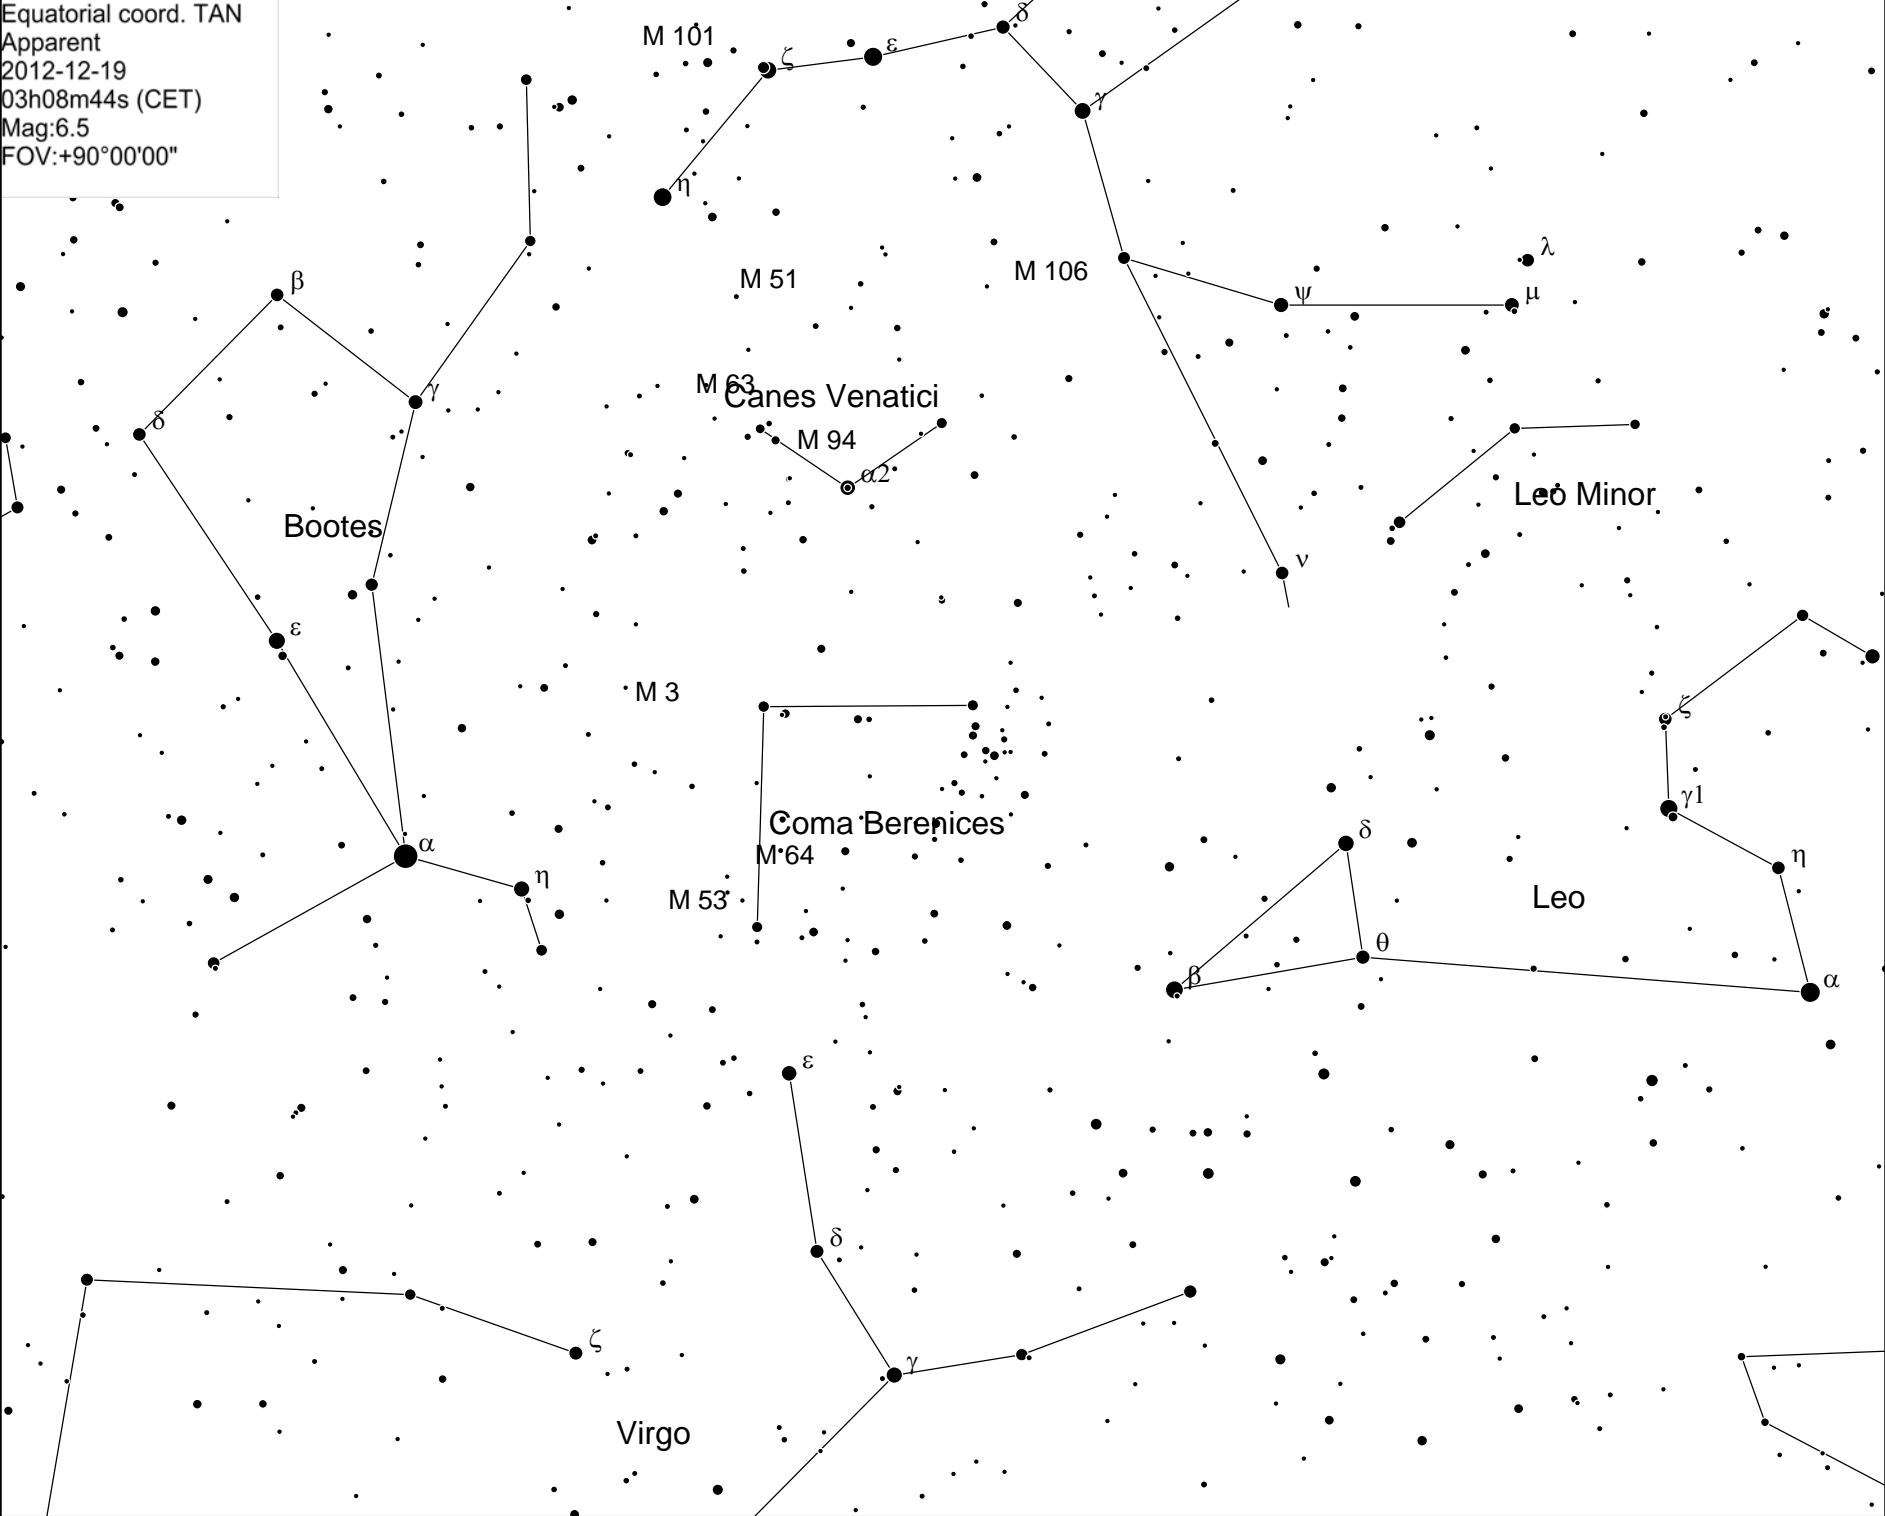 Equatorial coord. TAN
Apparent
2012-12-19
03h08m44s (CET)
Mag:6.5
FOV:+90°00'00"
δ
M 101
ζ
ε
γ
η
λ
M 51
M 106
β
ψ
μ
M 63
Canes Venatici
γ
δ
M 94
α2
Leo Minor
Bootes
ν
ε
M 3
ζ
γ1
Coma Berenices
δ
α
M 64
η
η
M 53
Leo
θ
β
α
ε
δ
ζ
γ
Virgo